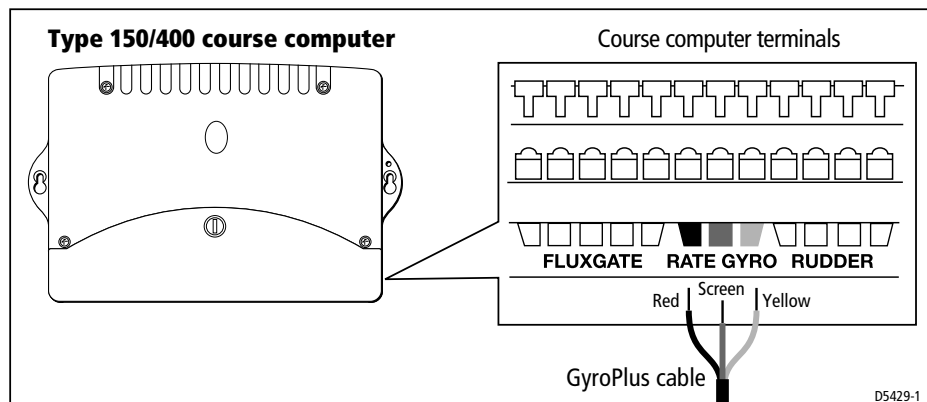 Type 150/400 course computer
Course computer terminals
FLUXGATE RATE GYRO RUDDER
Red Screen Yellow
GyroPlus cable
D5429-1